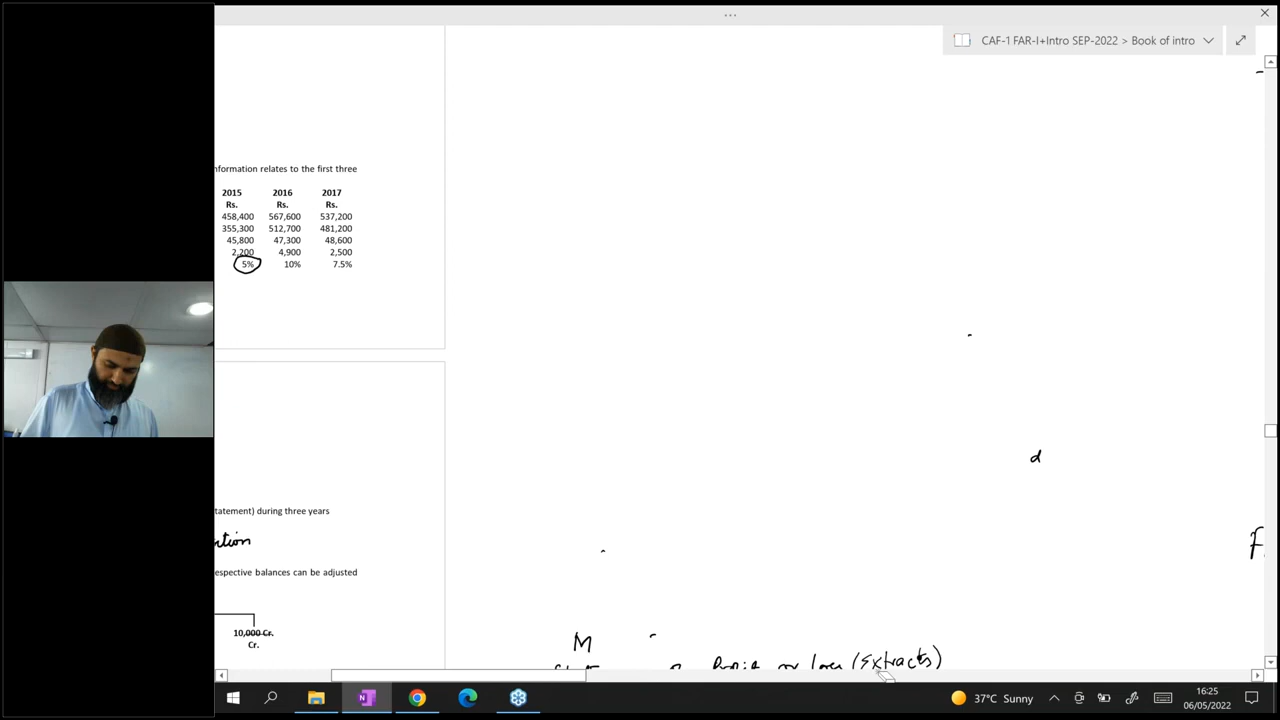 CAF-1 FAR-I+Intro SEP-2022 > Book of intro
nformation relates to the first three
2015 2016 2017
Rs. Rs. Rs.
458,400 567,600 537,200
355,300 512,700 481,200
45,800 47,300 48,600
2,200 4,900 2,500
5% 10% 7.5%
d
tatement) during three years
espective balances can be adjusted
10,000 Cr.
Cr.
M
or loss (Extracts)
37°C Sunny
16:25
06/05/2022